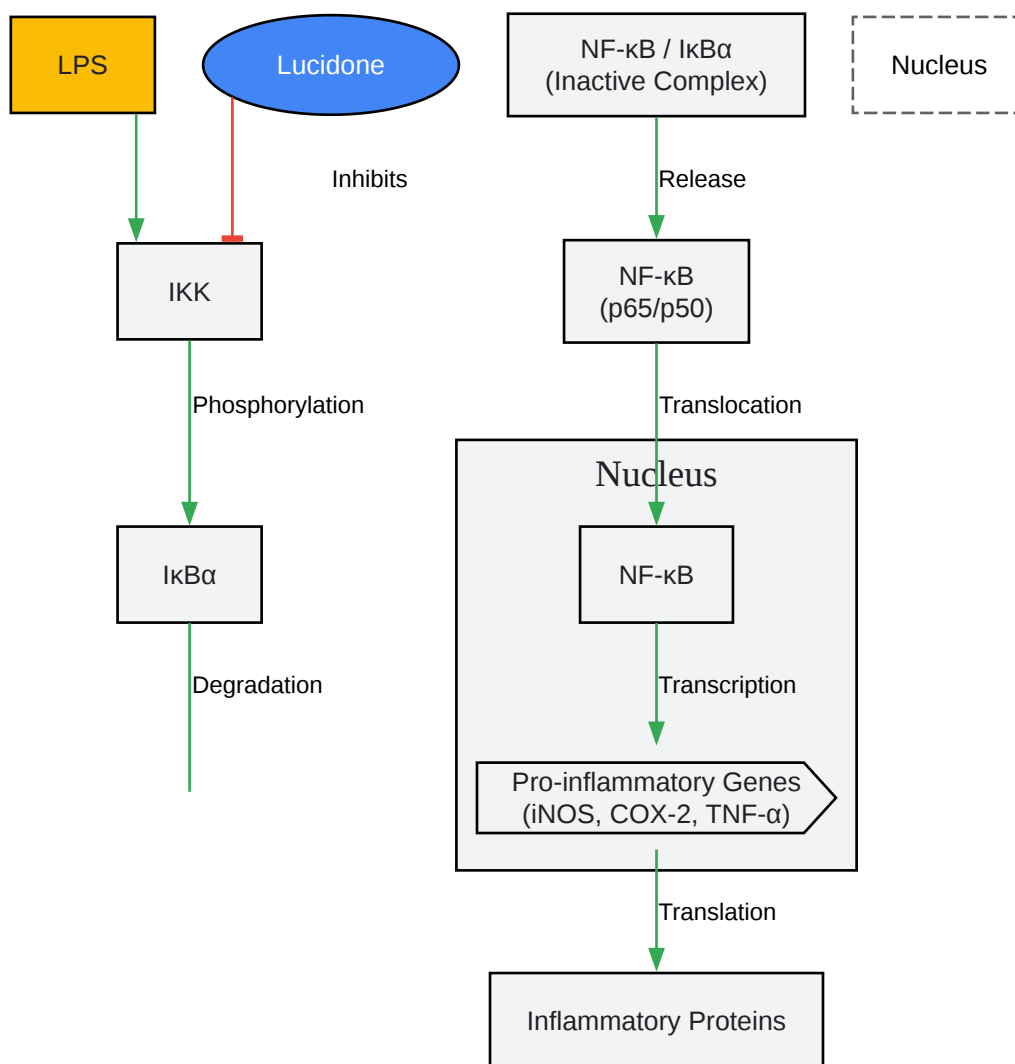 LPS
Lucidone
NF-κB / IκBα
(Inactive Complex)
Nucleus
Inhibits
Release
IKK
NF-κB
(p65/p50)
Phosphorylation
Translocation
Nucleus
IκBα
NF-κB
Degradation
Transcription
Pro-inflammatory Genes
(iNOS, COX-2, TNF-α)
Translation
Inflammatory Proteins